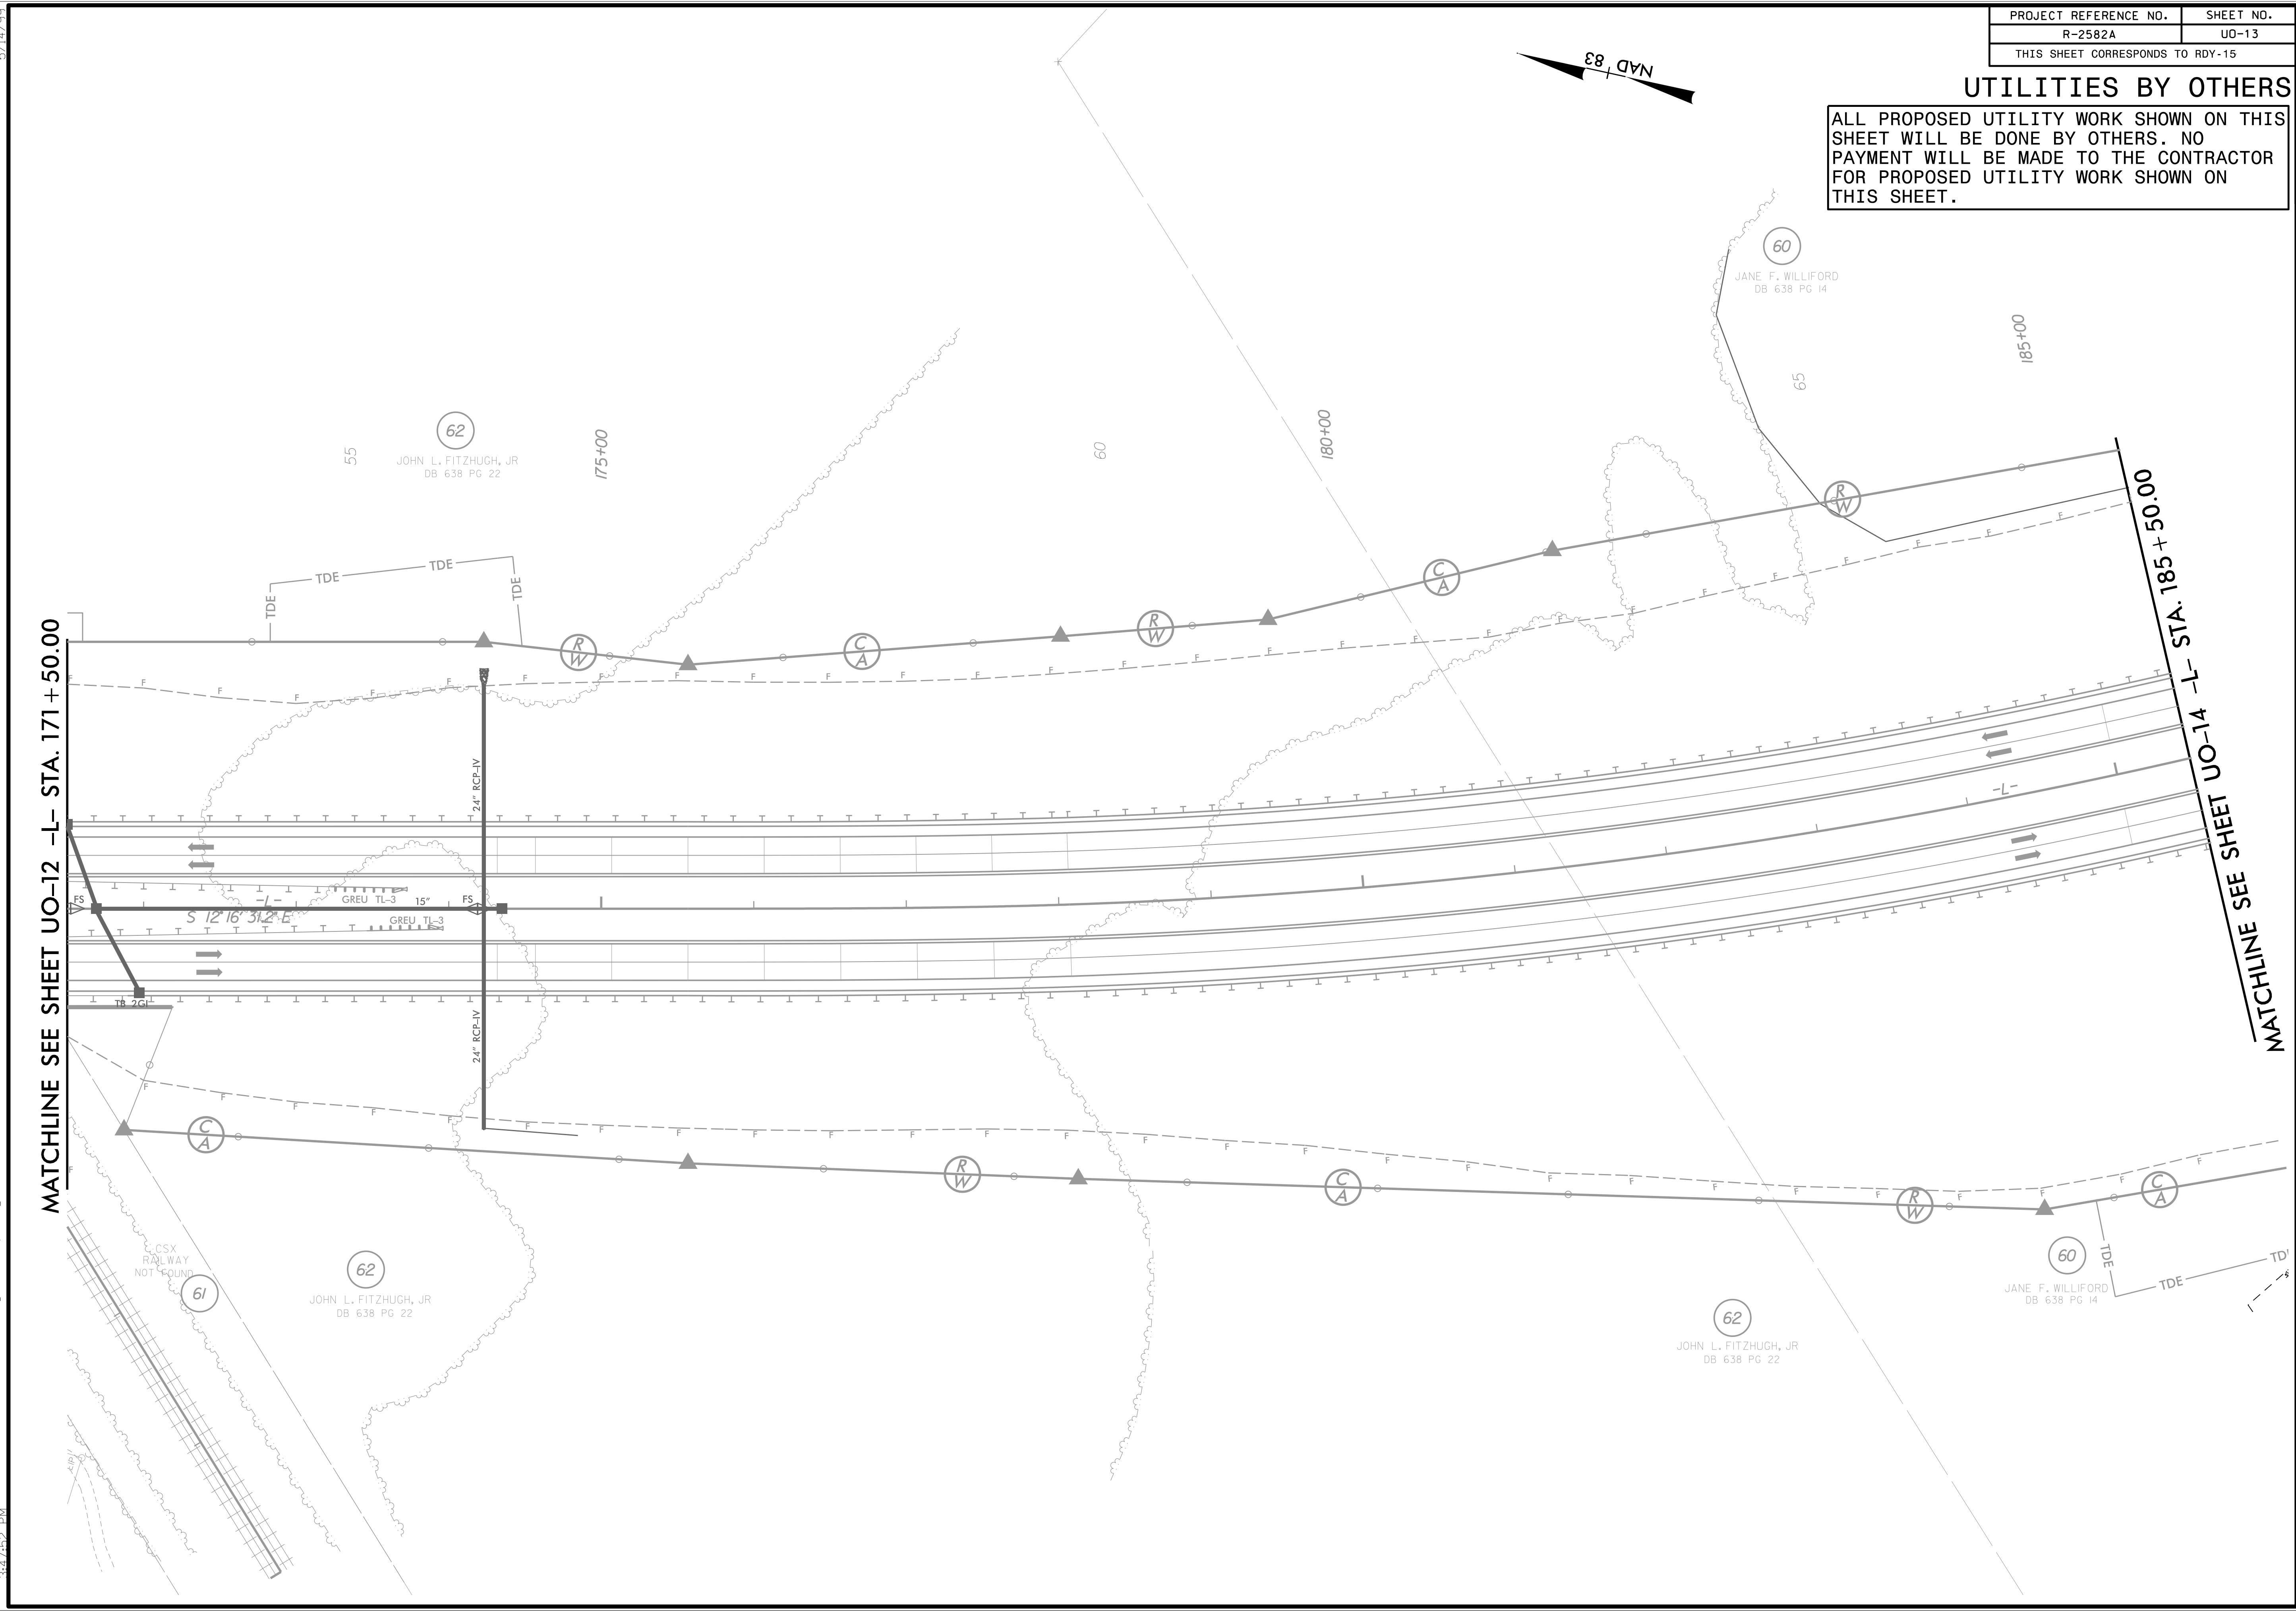 PROJECT REFERENCE NO. SHEET NO.
R-2582A UO-13
THIS SHEET CORRESPONDS TO RDY-15
UTILITIES BY OTHERS
ALL PROPOSED UTILITY WORK SHOWN ON THIS
SHEET WILL BE DONE BY OTHERS. NO
PAYMENT WILL BE MADE TO THE CONTRACTOR
FOR PROPOSED UTILITY WORK SHOWN ON
THIS SHEET.
NAD 83
60
JANE F. WILLIFORD
DB 638 PG 14
185+00
65
62
JOHN L. FITZHUGH, JR
DB 638 PG 22
55
175+00
60
180+00
R W
C A
R W
C A
R W
TDE
TDE
TDE
TDE
F F F F F F F F F F F F F F F F F F F F F F F F F F F F
MATCHLINE SEE SHEET UO-12 -L- STA. 171+50.00
MATCHLINE SEE SHEET UO-14 -L- STA. 185+50.00
24" RCP-IV
FS
GREU TL-3
15"
FS
-L-
S 12°16' 31.2" E
GREU TL-3
-L-
TB 2GI
24" RCP-IV
F F F F F F F F F F F F F F F F F F F F F F F F F F F
C A
R W
C A
R W
C A
CSX
RAILWAY
NOT FOUND
61
62
JOHN L. FITZHUGH, JR
DB 638 PG 22
62
JOHN L. FITZHUGH, JR
DB 638 PG 22
60
JANE F. WILLIFORD
DB 638 PG 14
TDE
TDE